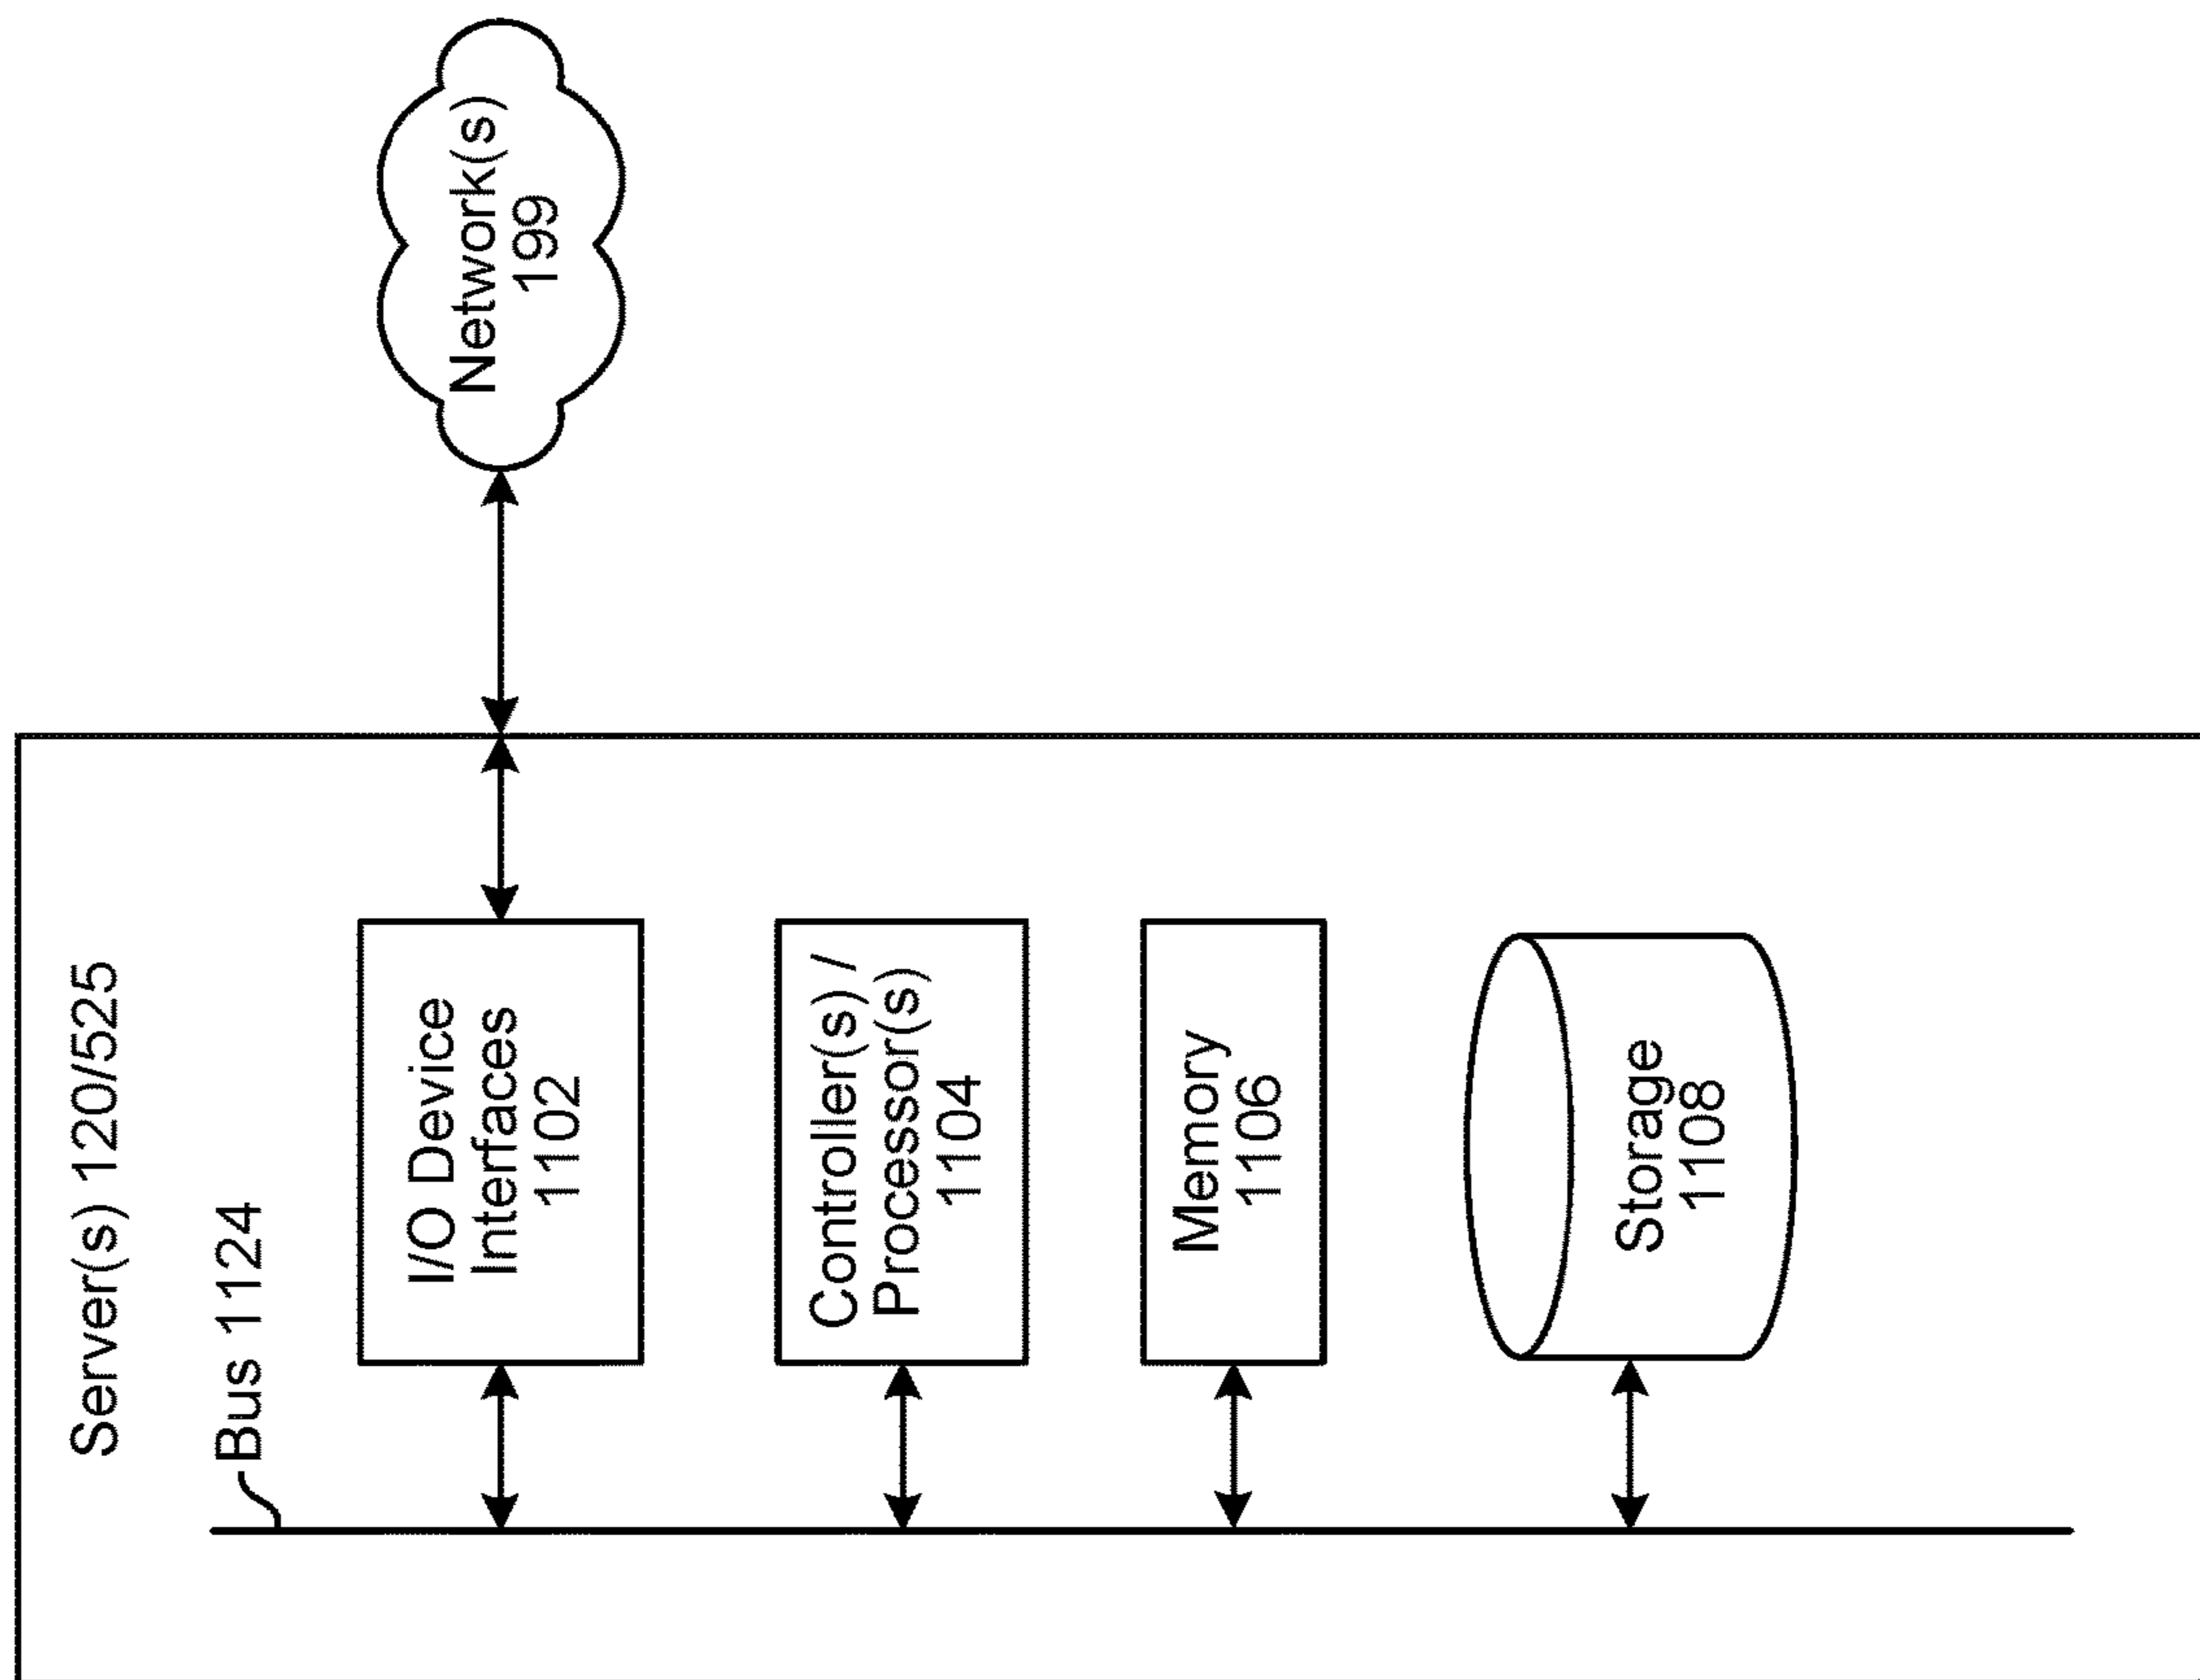 Server(s) 120/525
Bus 1124
I/O Device
Interfaces
1102
Network(s)
199
Controller(s) /
Processor(s)
1104
Memory
1106
Storage
1108